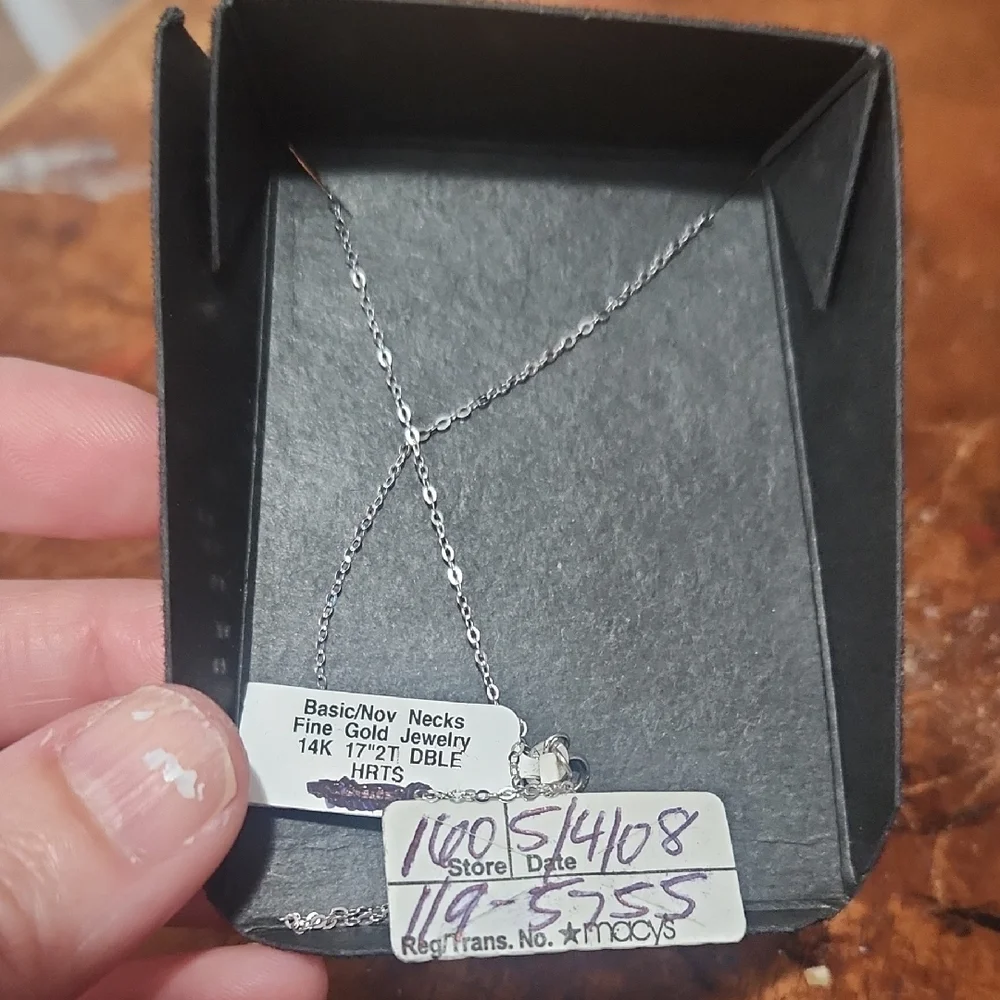 Basic/Nov Necks
Fine Gold Jewelry
14K 17"2T DBLE
HRTS
160 5/4/08
Store Date
119-5755
Reg/Trans. No. ★macys